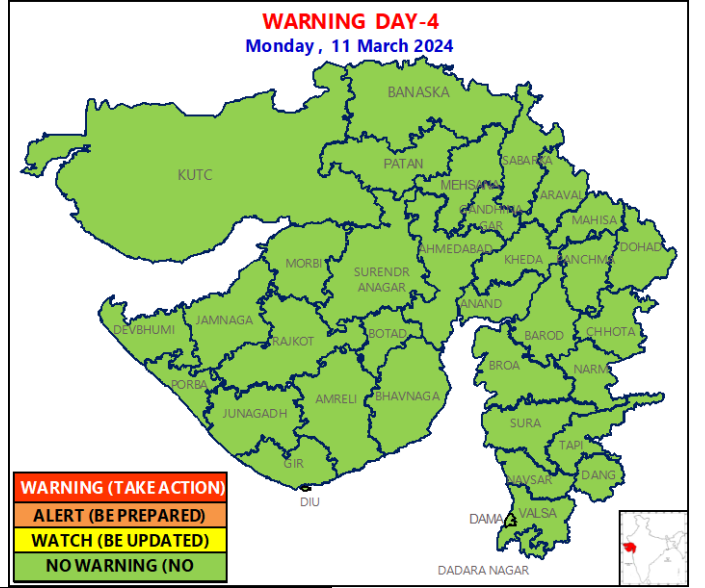 WARNING DAY-4
Monday, 11 March 2024
BANASKA
KUTC
PATAN
SABARKA
MEHSANA
ARAVAL
GANDHINA
GAR
MAHISA
AHMEDABAD
DOHAD
KHEDA
PANCHMA
MORBI
SURENDR
ANAGAR
ANAND
JAMNAGA
DEVBHUMI
RAJKOT
BOTAD
BAROD
CHHOTA
BROA
NARM
PORBA
AMRELI
BHAVNAGA
JUNAGADH
SURA
TAPI
GIR
NAVSAR
DANG
DIU
DAMA
VALSA
DADARA NAGAR
WARNING (TAKE ACTION)
ALERT (BE PREPARED)
WATCH (BE UPDATED)
NO WARNING (NO